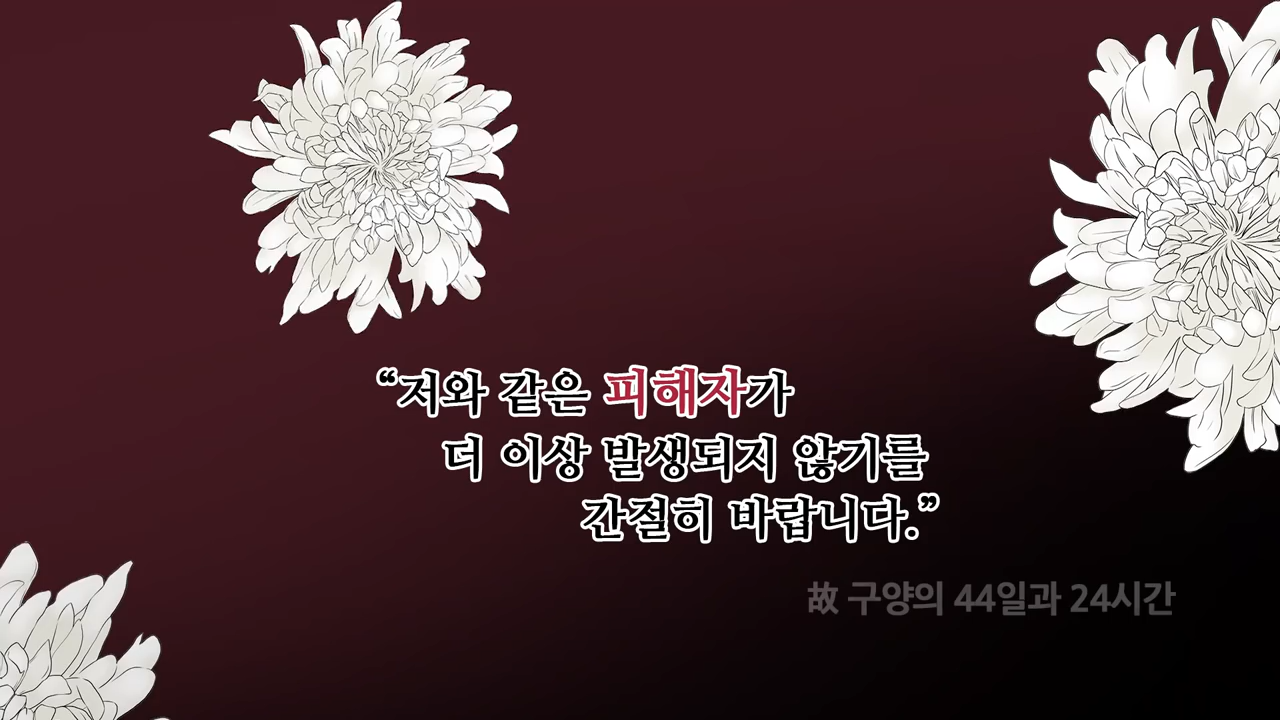 “저와 같은 피해자가
더 이상 발생되지 않기를
간절히 바랍니다.”
故 구양의 44일과 24시간